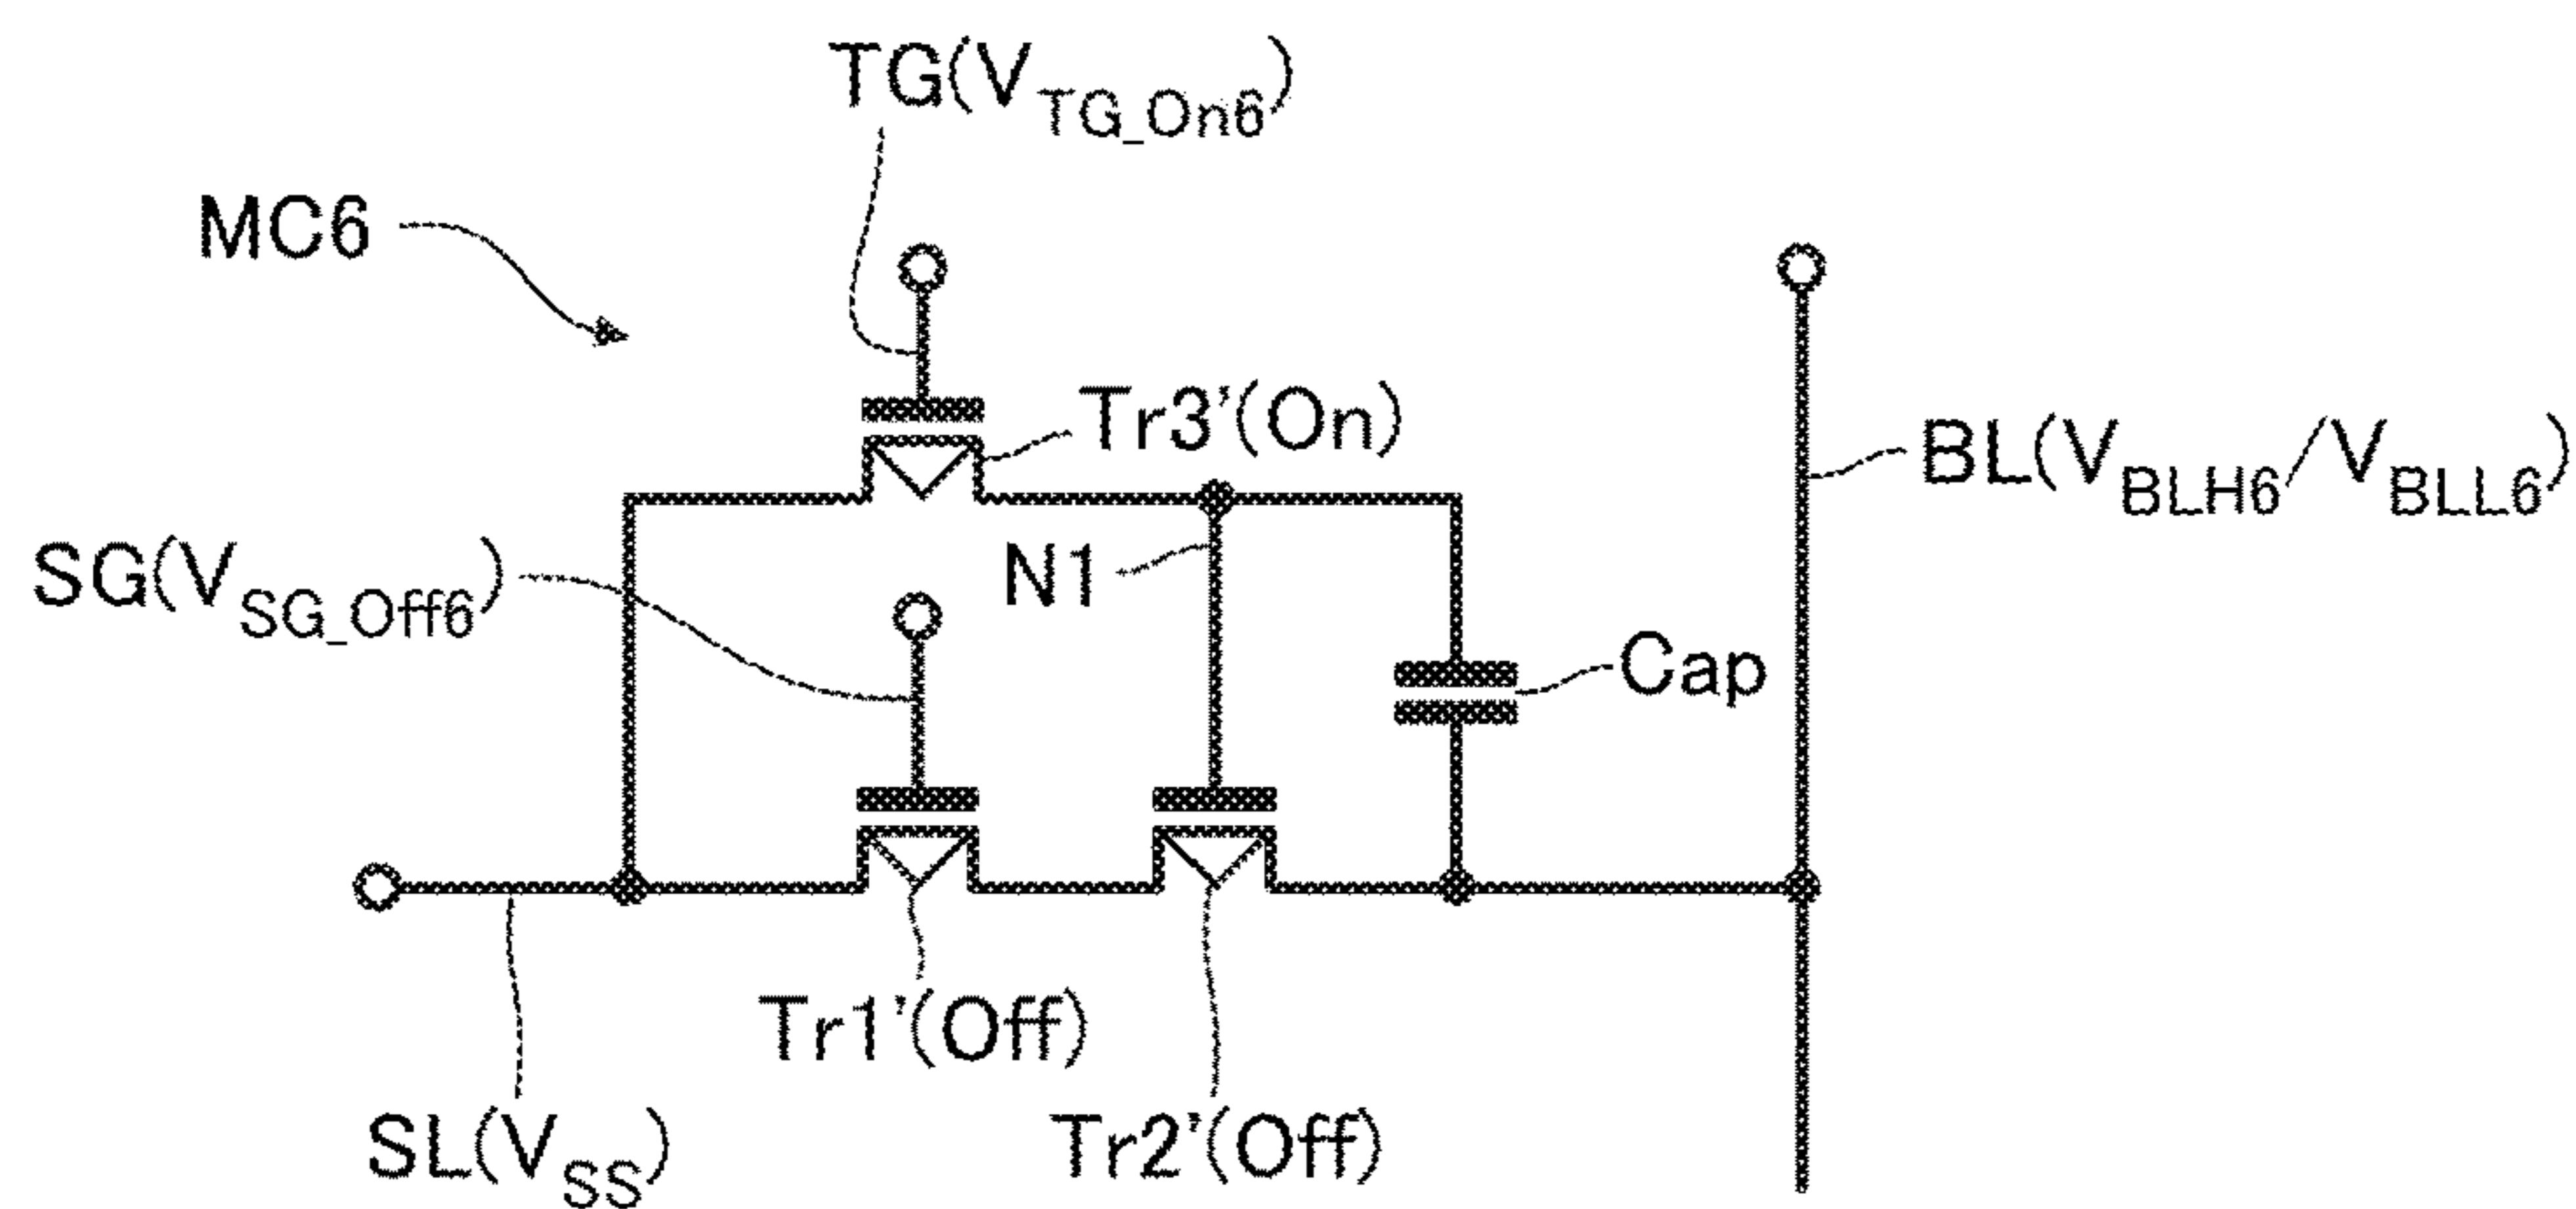 TG(V_TG_On6)
MC6
Tr3'(On)
BL(V_BLH6/V_BLL6)
SG(V_SG_Off6)
N1
Cap
Tr1'(Off)
SL(V_SS)
Tr2'(Off)